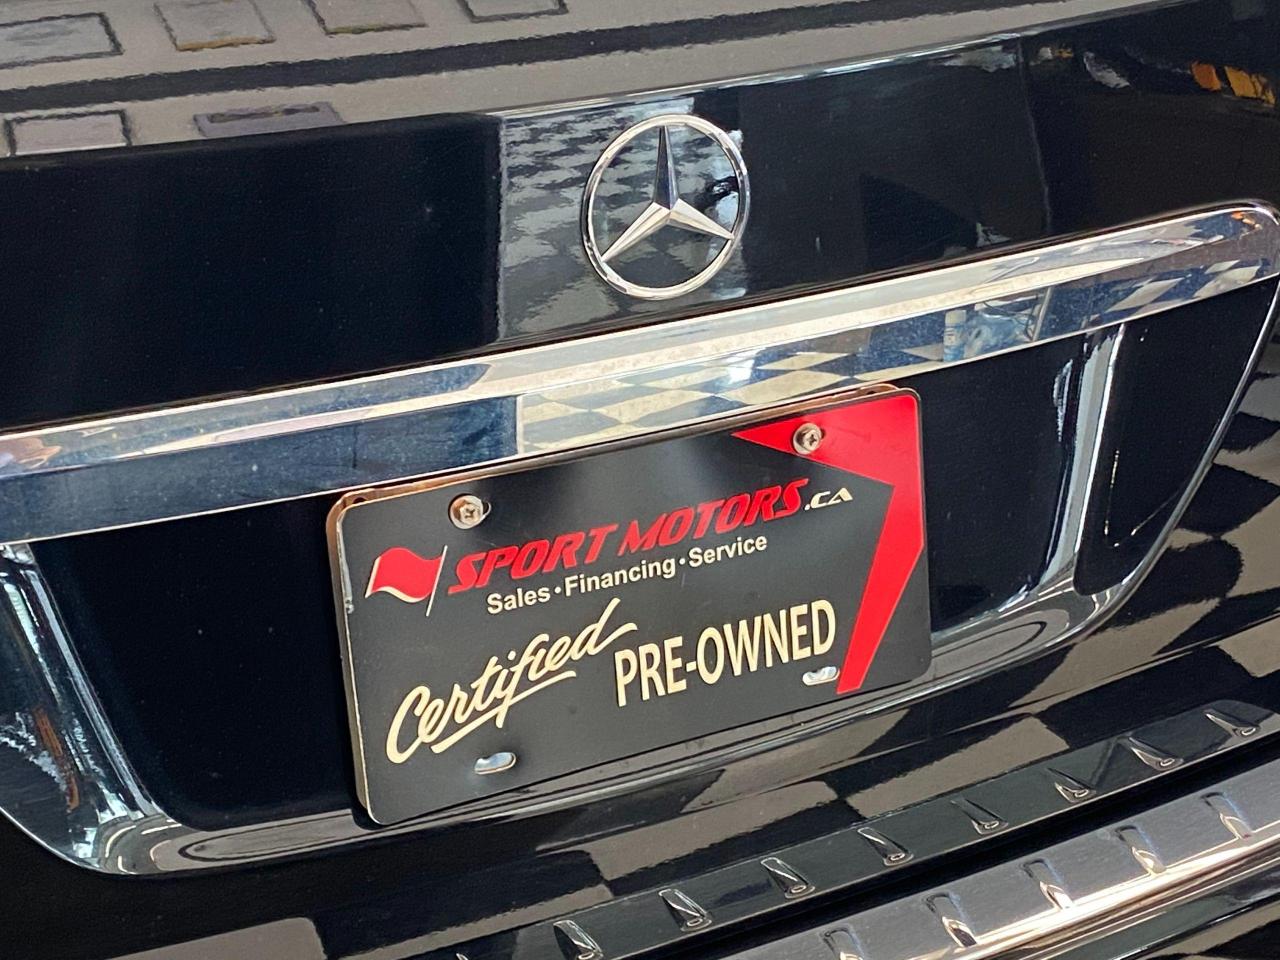 SPORT MOTORS.CA
Sales • Financing • Service
Certified PRE-OWNED